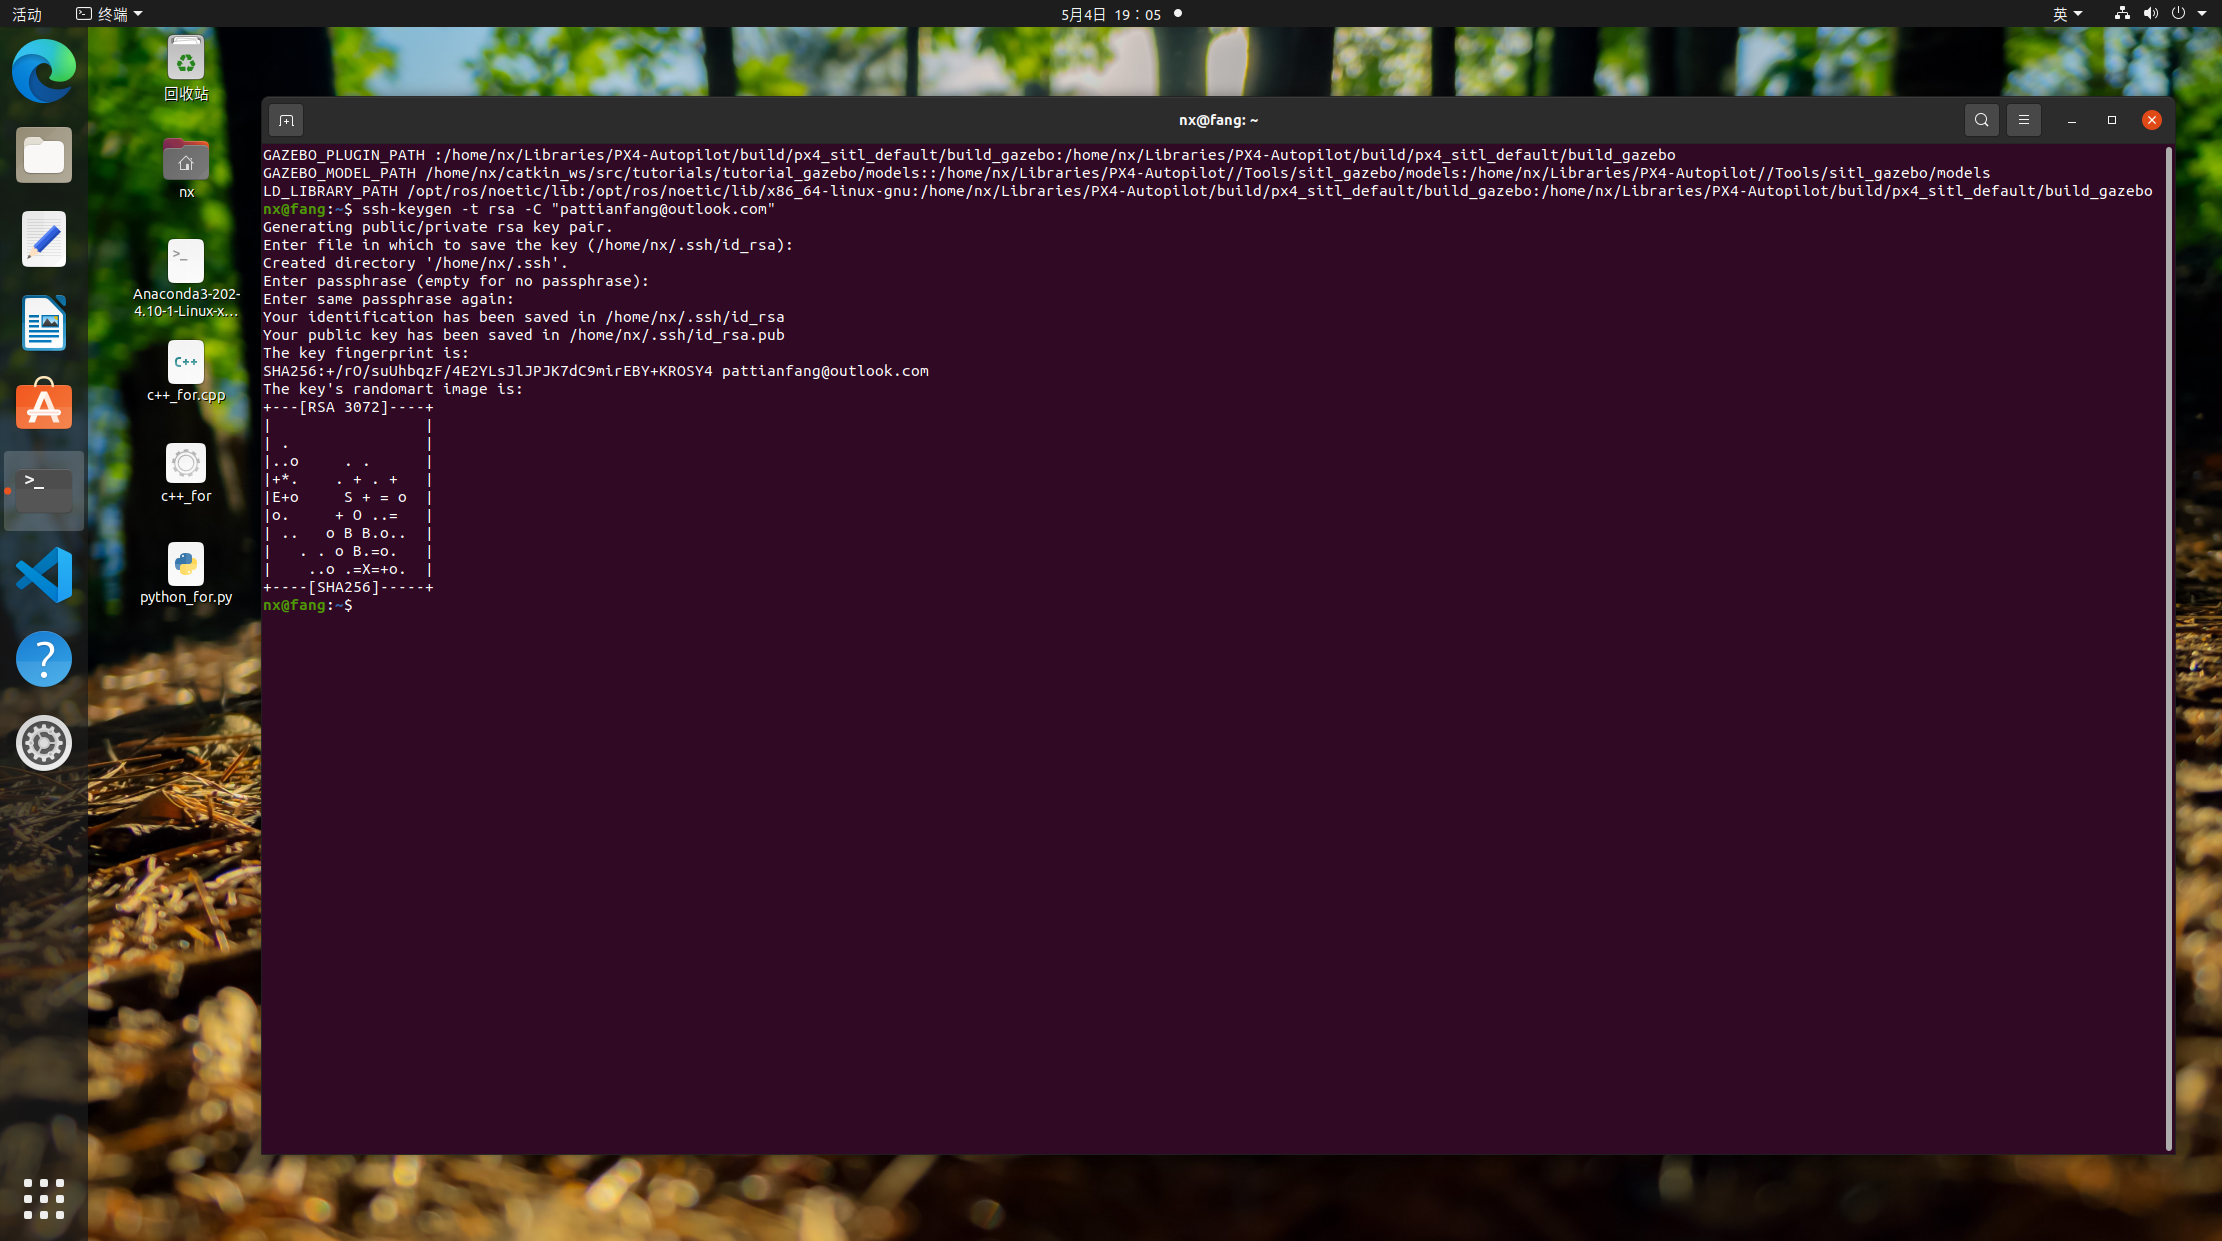 活动
终端
5月4日 19：05
英
回收站
nx
Anaconda3-202-
4.10-1-Linux-x...
c++_for.cpp
c++_for
python_for.py
nx@fang: ~
GAZEBO_PLUGIN_PATH :/home/nx/Libraries/PX4-Autopilot/build/px4_sitl_default/build_gazebo:/home/nx/Libraries/PX4-Autopilot/build/px4_sitl_default/build_gazebo
GAZEBO_MODEL_PATH /home/nx/catkin_ws/src/tutorials/tutorial_gazebo/models::/home/nx/Libraries/PX4-Autopilot//Tools/sitl_gazebo/models:/home/nx/Libraries/PX4-Autopilot//Tools/sitl_gazebo/models
LD_LIBRARY_PATH /opt/ros/noetic/lib:/opt/ros/noetic/lib/x86_64-linux-gnu:/home/nx/Libraries/PX4-Autopilot/build/px4_sitl_default/build_gazebo:/home/nx/Libraries/PX4-Autopilot/build/px4_sitl_default/build_gazebo
nx@fang:~$ ssh-keygen -t rsa -C "pattianfang@outlook.com"
Generating public/private rsa key pair.
Enter file in which to save the key (/home/nx/.ssh/id_rsa):
Created directory '/home/nx/.ssh'.
Enter passphrase (empty for no passphrase):
Enter same passphrase again:
Your identification has been saved in /home/nx/.ssh/id_rsa
Your public key has been saved in /home/nx/.ssh/id_rsa.pub
The key fingerprint is:
SHA256:+/rO/suUhbqzF/4E2YLsJlJPJK7dC9mirEBY+KROSY4 pattianfang@outlook.com
The key's randomart image is:
+---[RSA 3072]----+
|                 |
| .               |
|..o     . .      |
|+*.    . + . +   |
|E+o     S + = o  |
|o.     + O ..=   |
| ..   o B B.o..  |
|   . . o B.=o.   |
|    ..o .=X=+o.  |
+----[SHA256]-----+
nx@fang:~$